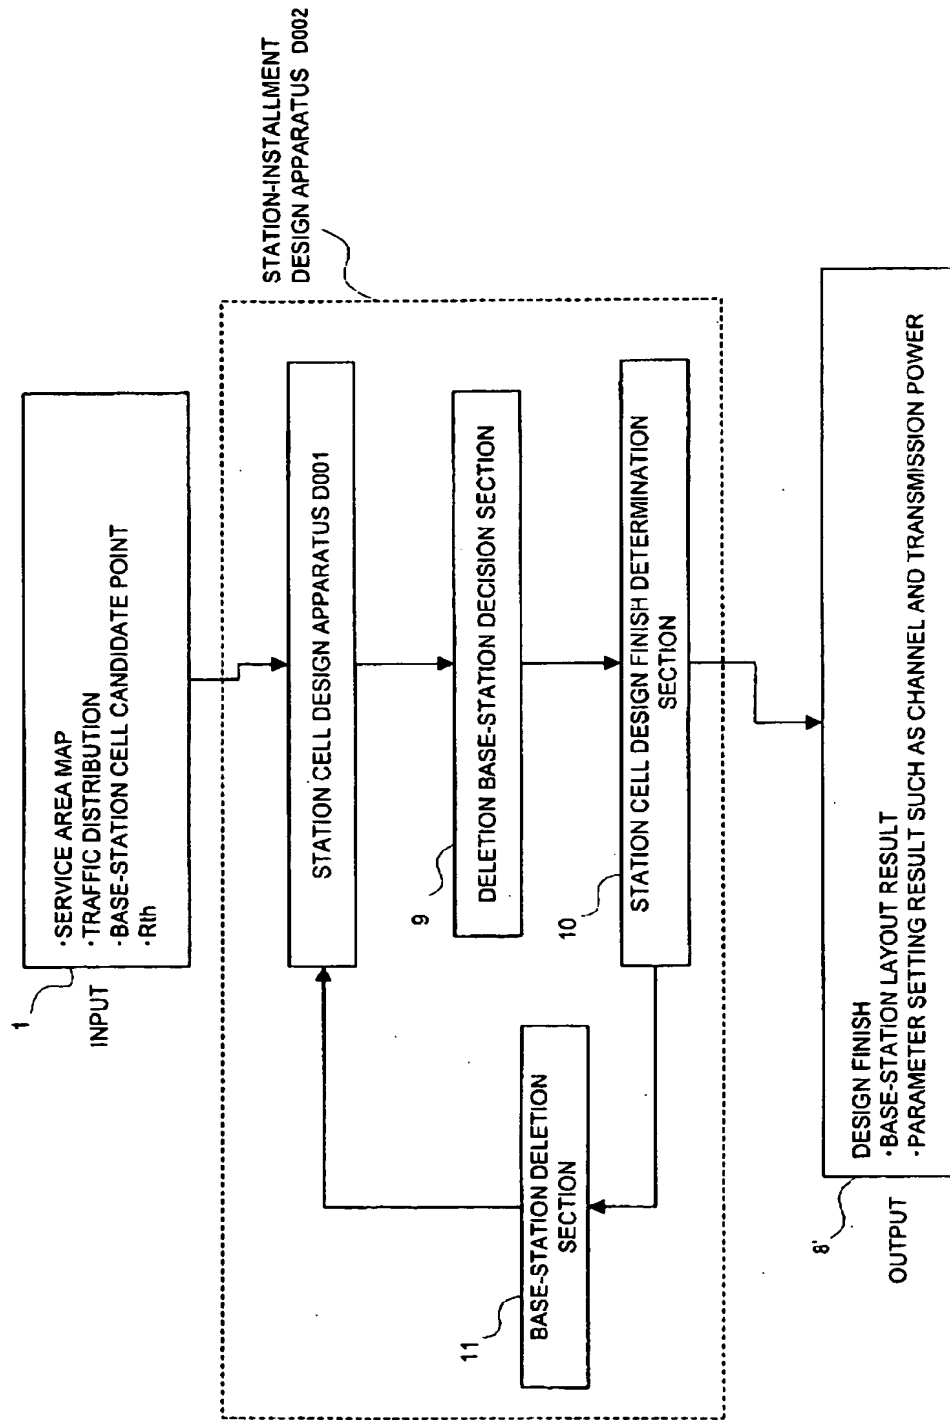 1
INPUT
·SERVICE AREA MAP
·TRAFFIC DISTRIBUTION
·BASE-STATION CELL CANDIDATE POINT
·Rth
STATION-INSTALLMENT
DESIGN APPARATUS D002
STATION CELL DESIGN APPARATUS D001
9
DELETION BASE-STATION DECISION SECTION
10
STATION CELL DESIGN FINISH DETERMINATION
SECTION
11
BASE-STATION DELETION
SECTION
8'
OUTPUT
DESIGN FINISH
·BASE-STATION LAYOUT RESULT
·PARAMETER SETTING RESULT SUCH AS CHANNEL AND TRANSMISSION POWER